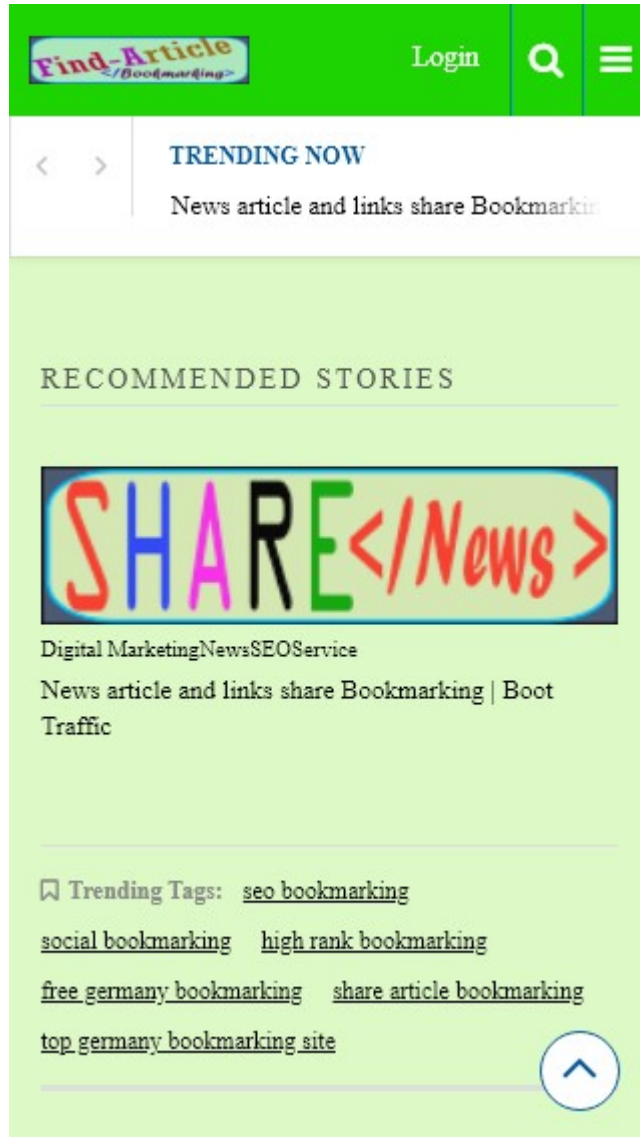 Find-Article
</Bookmarking>
Login
TRENDING NOW
News article and links share
RECOMMENDED STORIES
SHARE</News>
Digital MarketingNewsSEOService
News article and links share Bookmarking | Boot
Traffic
Trending Tags: seo bookmarking
social bookmarking high rank bookmarking
free germany bookmarking share article bookmarking
top germany bookmarking site